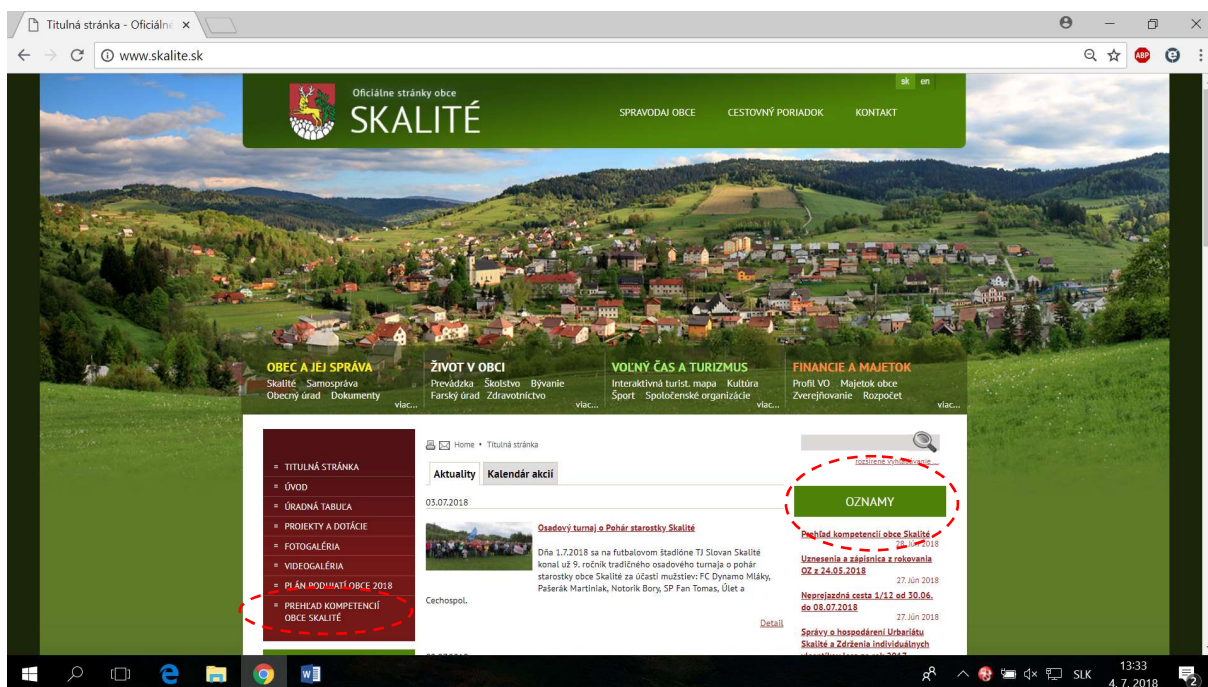 Titulná stránka - Oficiálne
www.skalite.sk
ABP
sk en
Oficiálne stránky obce
SKALITÉ
SPRAVODAJ OBCE CESTOVNÝ PORIADOK KONTAKT
OBEC A JEJ SPRÁVA
Skalité Samospráva
Obecný úrad Dokumenty
viac...
ŽIVOT V OBCI
Prevádzka Školstvo Bývanie
Farský úrad Zdravotníctvo
viac...
VOĽNÝ ČAS A TURIZMUS
Interaktívna turist. mapa Kultúra
Šport Spoločenské organizácie
viac...
FINANCIE A MAJETOK
Profil VO Majetok obce
Zverejňovanie Rozpočet
viac...
TITULNÁ STRÁNKA
ÚVOD
ÚRADNÁ TABUĽA
PROJEKTY A DOTÁCIE
FOTOGALÉRIA
VIDEOGALÉRIA
PLÁN PODUJATÍ OBCE 2018
PREHĽAD KOMPETENCIÍ
OBCE SKALITÉ
Home • Titulná stránka
Aktuality Kalendár akcií
03.07.2018
Osadový turnaj o Pohár starostky Skalité
Dňa 1.7.2018 sa na futbalovom štadióne TJ Slovan Skalité
konal už 9. ročník tradičného osadového turnaja o pohár
starostky obce Skalité za účasti mužstiev: FC Dynamo Mláky,
Pašerák Martiniak, Notorik Bory, SP Fan Tomas, Úlet a
Cechospol.
Detail
rozšírené vyhľadávanie ...
OZNAMY
Prehľad kompetencií obce Skalité
28. Jún 2018
Uznesenia a zápisnica z rokovania
OZ z 24.05.2018
27. Jún 2018
Neprejazdná cesta 1/12 od 30.06.
do 08.07.2018
27. Jún 2018
Správy o hospodárení Urbariátu
Skalité a Zdrženia individuálnych
SLK
13:33
4. 7. 2018
2